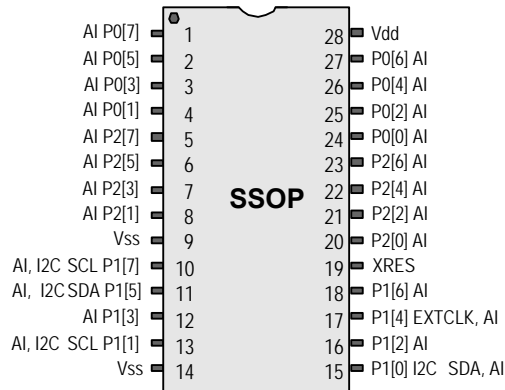 AI P0[7] 1 28 Vdd
AI P0[5] 2 27 P0[6] AI
AI P0[3] 3 26 P0[4] AI
AI P0[1] 4 25 P0[2] AI
AI P2[7] 5 24 P0[0] AI
AI P2[5] 6 23 P2[6] AI
AI P2[3] 7 SSOP 22 P2[4] AI
AI P2[1] 8 21 P2[2] AI
Vss 9 20 P2[0] AI
AI, I2C SCL P1[7] 10 19 XRES
AI, I2C SDA P1[5] 11 18 P1[6] AI
AI P1[3] 12 17 P1[4] EXTCLK, AI
AI, I2C SCL P1[1] 13 16 P1[2] AI
Vss 14 15 P1[0] I2C SDA, AI